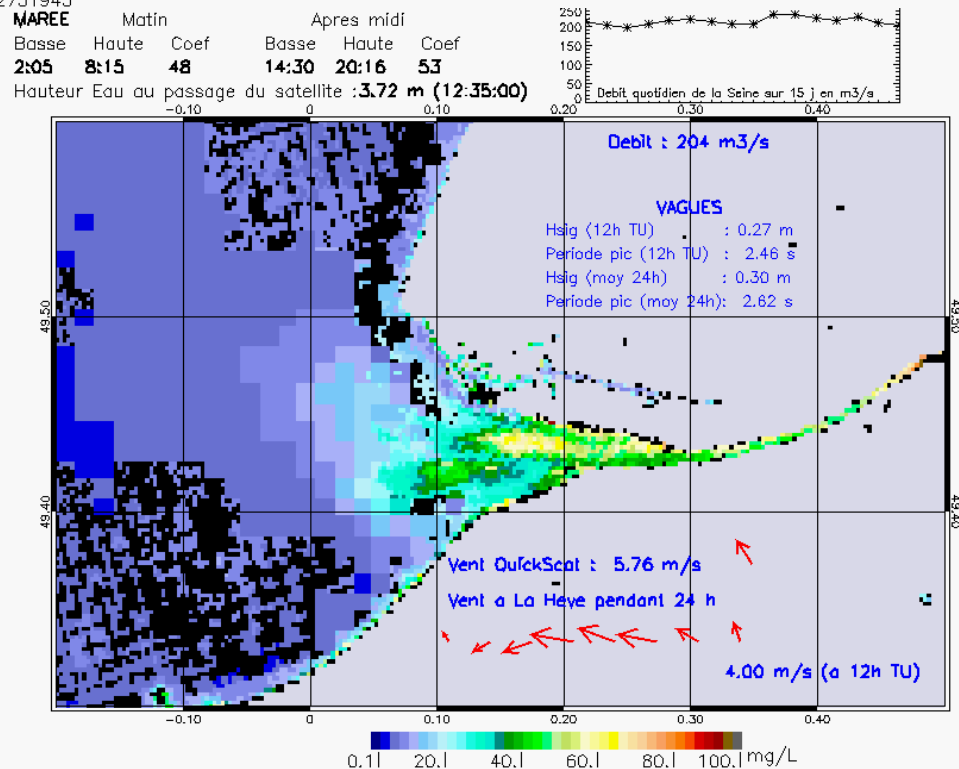 MAREE Matin Apres midi
Basse Haute Coef Basse Haute Coef
2:05 8:15 48 14:30 20:16 53
Hauteur Eau au passage du satellite :3.72 m (12:35:00)
250
200
150
100
50
0
Debit quotidien de la Seine sur 15 j en m3/s
-0.10 0 0.10 0.20 0.30 0.40
Debit : 204 m3/s
VAGUES
Hsig (12h TU) : 0.27 m
Periode pic (12h TU) : 2.46 s
Hsig (moy 24h) : 0.30 m
Periode pic (moy 24h): 2.62 s
49.50 49.50
49.40 49.40
Vent QuickScat : 5.76 m/s
Vent a La Heve pendant 24 h
4.00 m/s (a 12h TU)
-0.10 0 0.10 0.20 0.30 0.40
0.1| 20.| 40.| 60.| 80.| 100.| mg/L